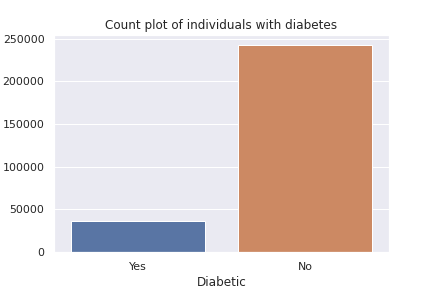 Count plot of individuals with diabetes
250000
200000
150000
100000
50000
0
Yes No
Diabetic